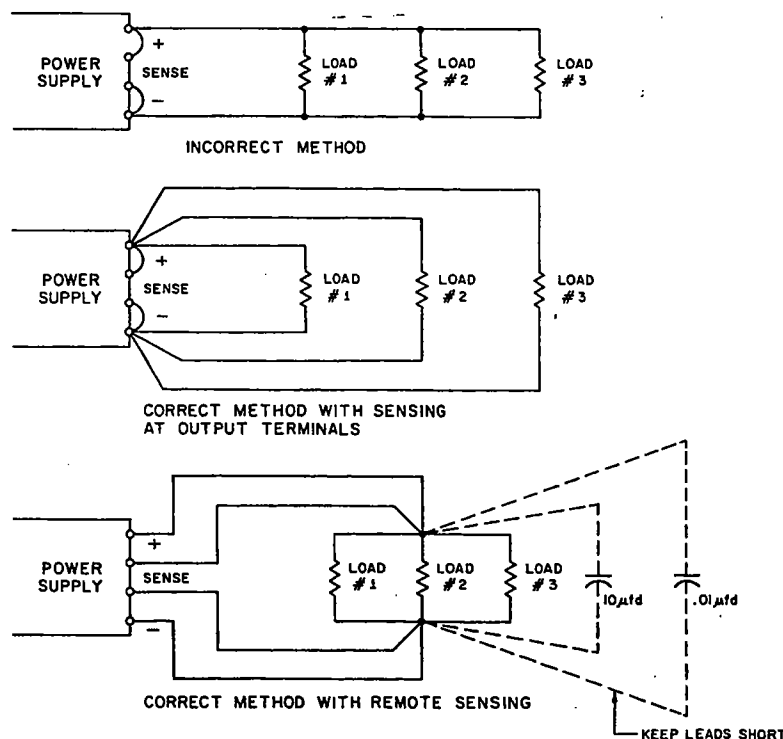 +
POWER
SUPPLY
SENSE
−
LOAD
#1
LOAD
#2
LOAD
#3
INCORRECT METHOD
+
POWER
SUPPLY
SENSE
−
LOAD
#1
LOAD
#2
LOAD
#3
CORRECT METHOD WITH SENSING
AT OUTPUT TERMINALS
+
POWER
SUPPLY
SENSE
−
LOAD
#1
LOAD
#2
LOAD
#3
10μfd
.01μfd
CORRECT METHOD WITH REMOTE SENSING
KEEP LEADS SHORT